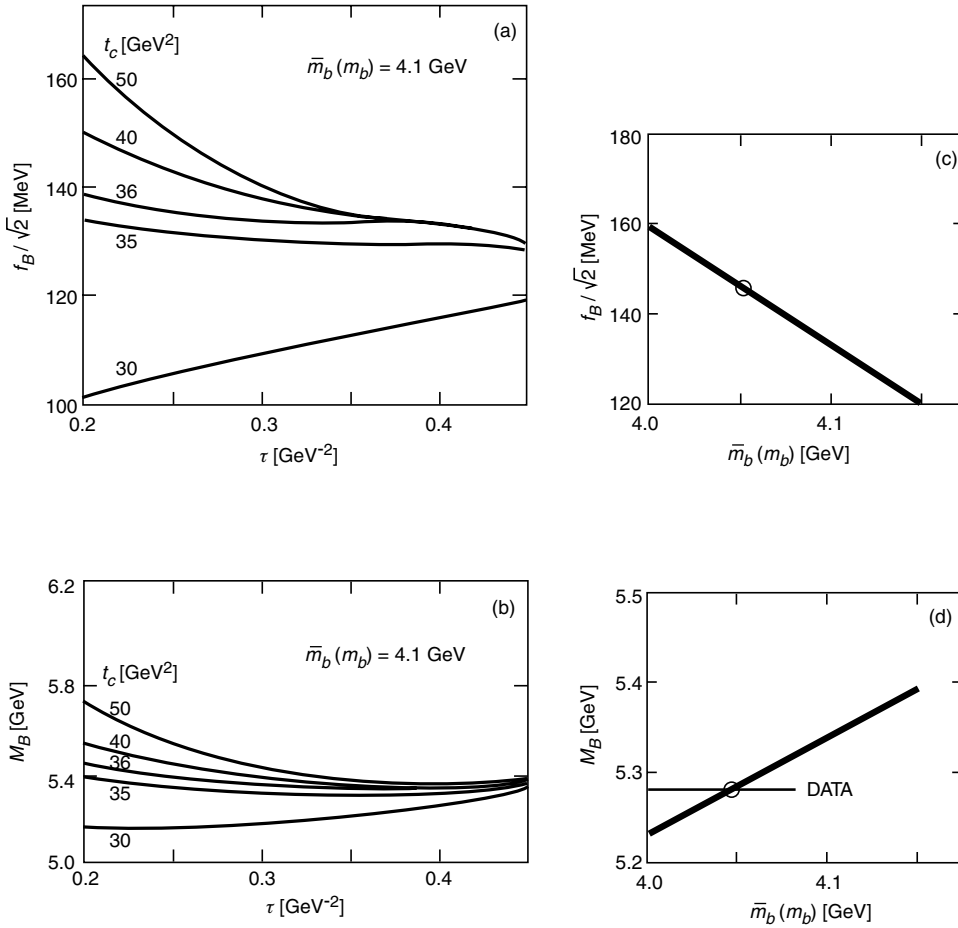 (a)
t_c [GeV²]
m̅_b (m_b) = 4.1 GeV
50
40
36
35
30
160
140
120
100
f_B / √2 [MeV]
0.2 0.3 0.4
τ [GeV⁻²]
(c)
180
160
140
120
f_B / √2 [MeV]
4.0 4.1
m̅_b (m_b) [GeV]
(b)
m̅_b (m_b) = 4.1 GeV
t_c [GeV²]
50
40
36
35
30
6.2
5.8
5.4
5.0
M_B [GeV]
0.2 0.3 0.4
τ [GeV⁻²]
(d)
5.5
5.4
5.3
5.2
M_B [GeV]
DATA
4.0 4.1
m̅_b (m_b) [GeV]